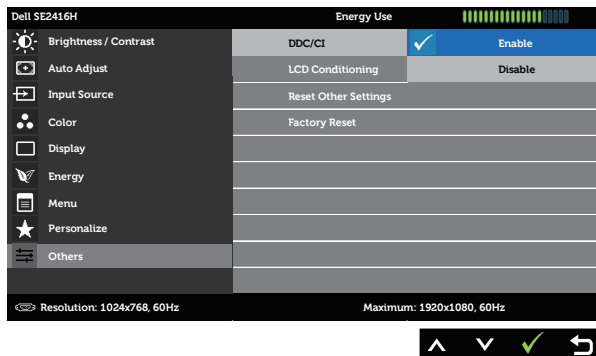 Dell SE2416H Energy Use
Brightness / Contrast DDC/CI Enable
Auto Adjust LCD Conditioning Disable
Input Source Reset Other Settings
Color Factory Reset
Display
Energy
Menu
Personalize
Others
Resolution: 1024x768, 60Hz Maximum: 1920x1080, 60Hz